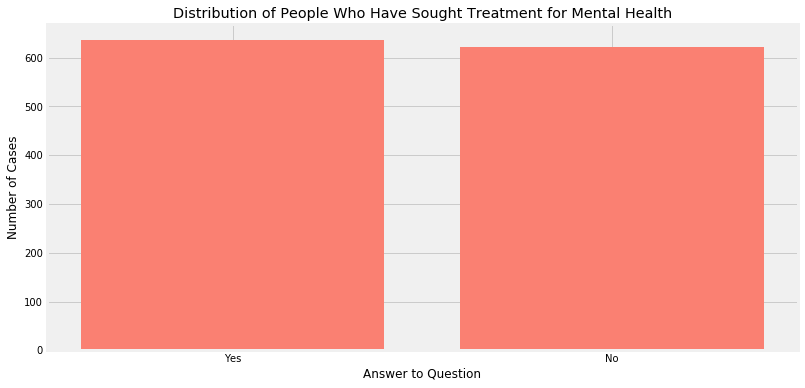 Distribution of People Who Have Sought Treatment for Mental Health
Number of Cases
600
500
400
300
200
100
0
Yes
No
Answer to Question